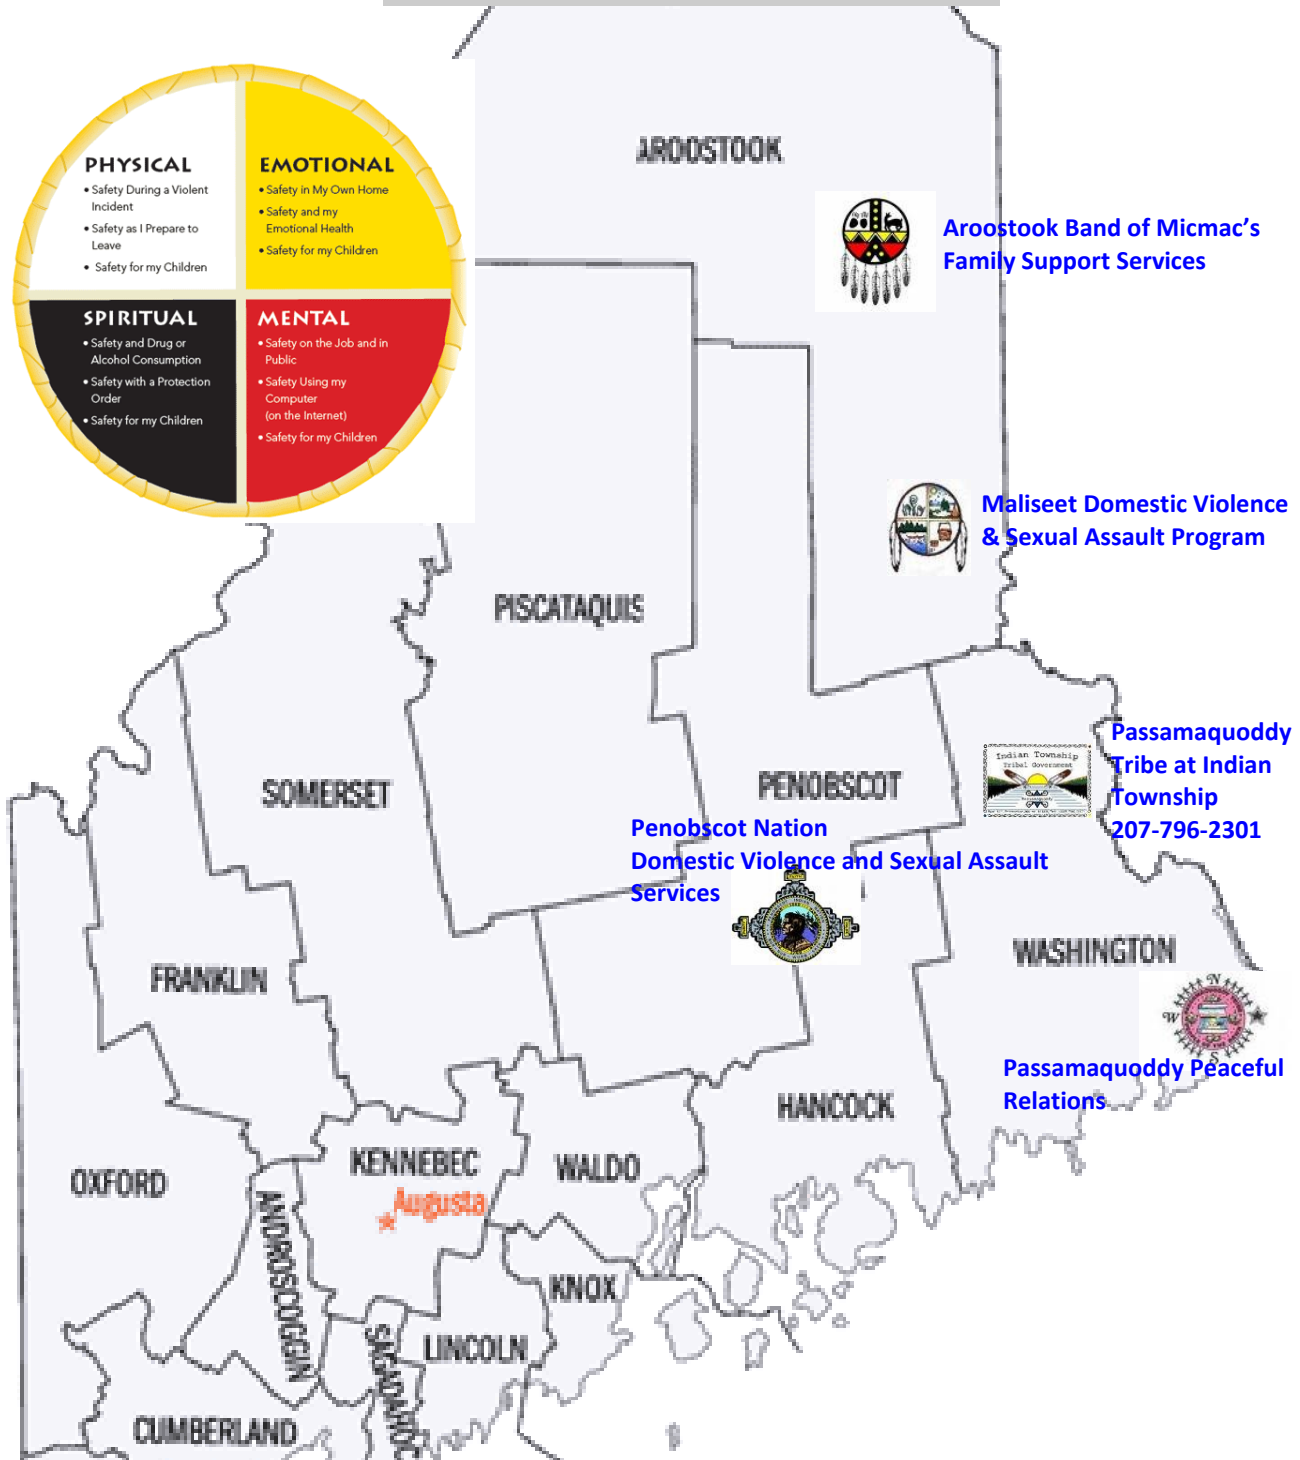 PHYSICAL
• Safety During a Violent
Incident
• Safety as I Prepare to
Leave
• Safety for my Children
EMOTIONAL
• Safety in My Own Home
• Safety and my
Emotional Health
• Safety for my Children
SPIRITUAL
• Safety and Drug or
Alcohol Consumption
• Safety with a Protection
Order
• Safety for my Children
MENTAL
• Safety on the Job and in
Public
• Safety Using my
Computer
(on the Internet)
• Safety for my Children
AROOSTOOK
Aroostook Band of Micmac’s
Family Support Services
Maliseet Domestic Violence
& Sexual Assault Program
PISCATAQUIS
Passamaquoddy
Tribe at Indian
Township
207-796-2301
Indian Township
Tribal Government
SOMERSET
PENOBSCOT
Penobscot Nation
Domestic Violence and Sexual Assault
Services
FRANKLIN
WASHINGTON
N
W
S
Passamaquoddy Peaceful
Relations
HANCOCK
OXFORD
KENNEBEC
Augusta
WALDO
ANDROSCOGGIN
KNOX
SAGADAHOC
LINCOLN
CUMBERLAND